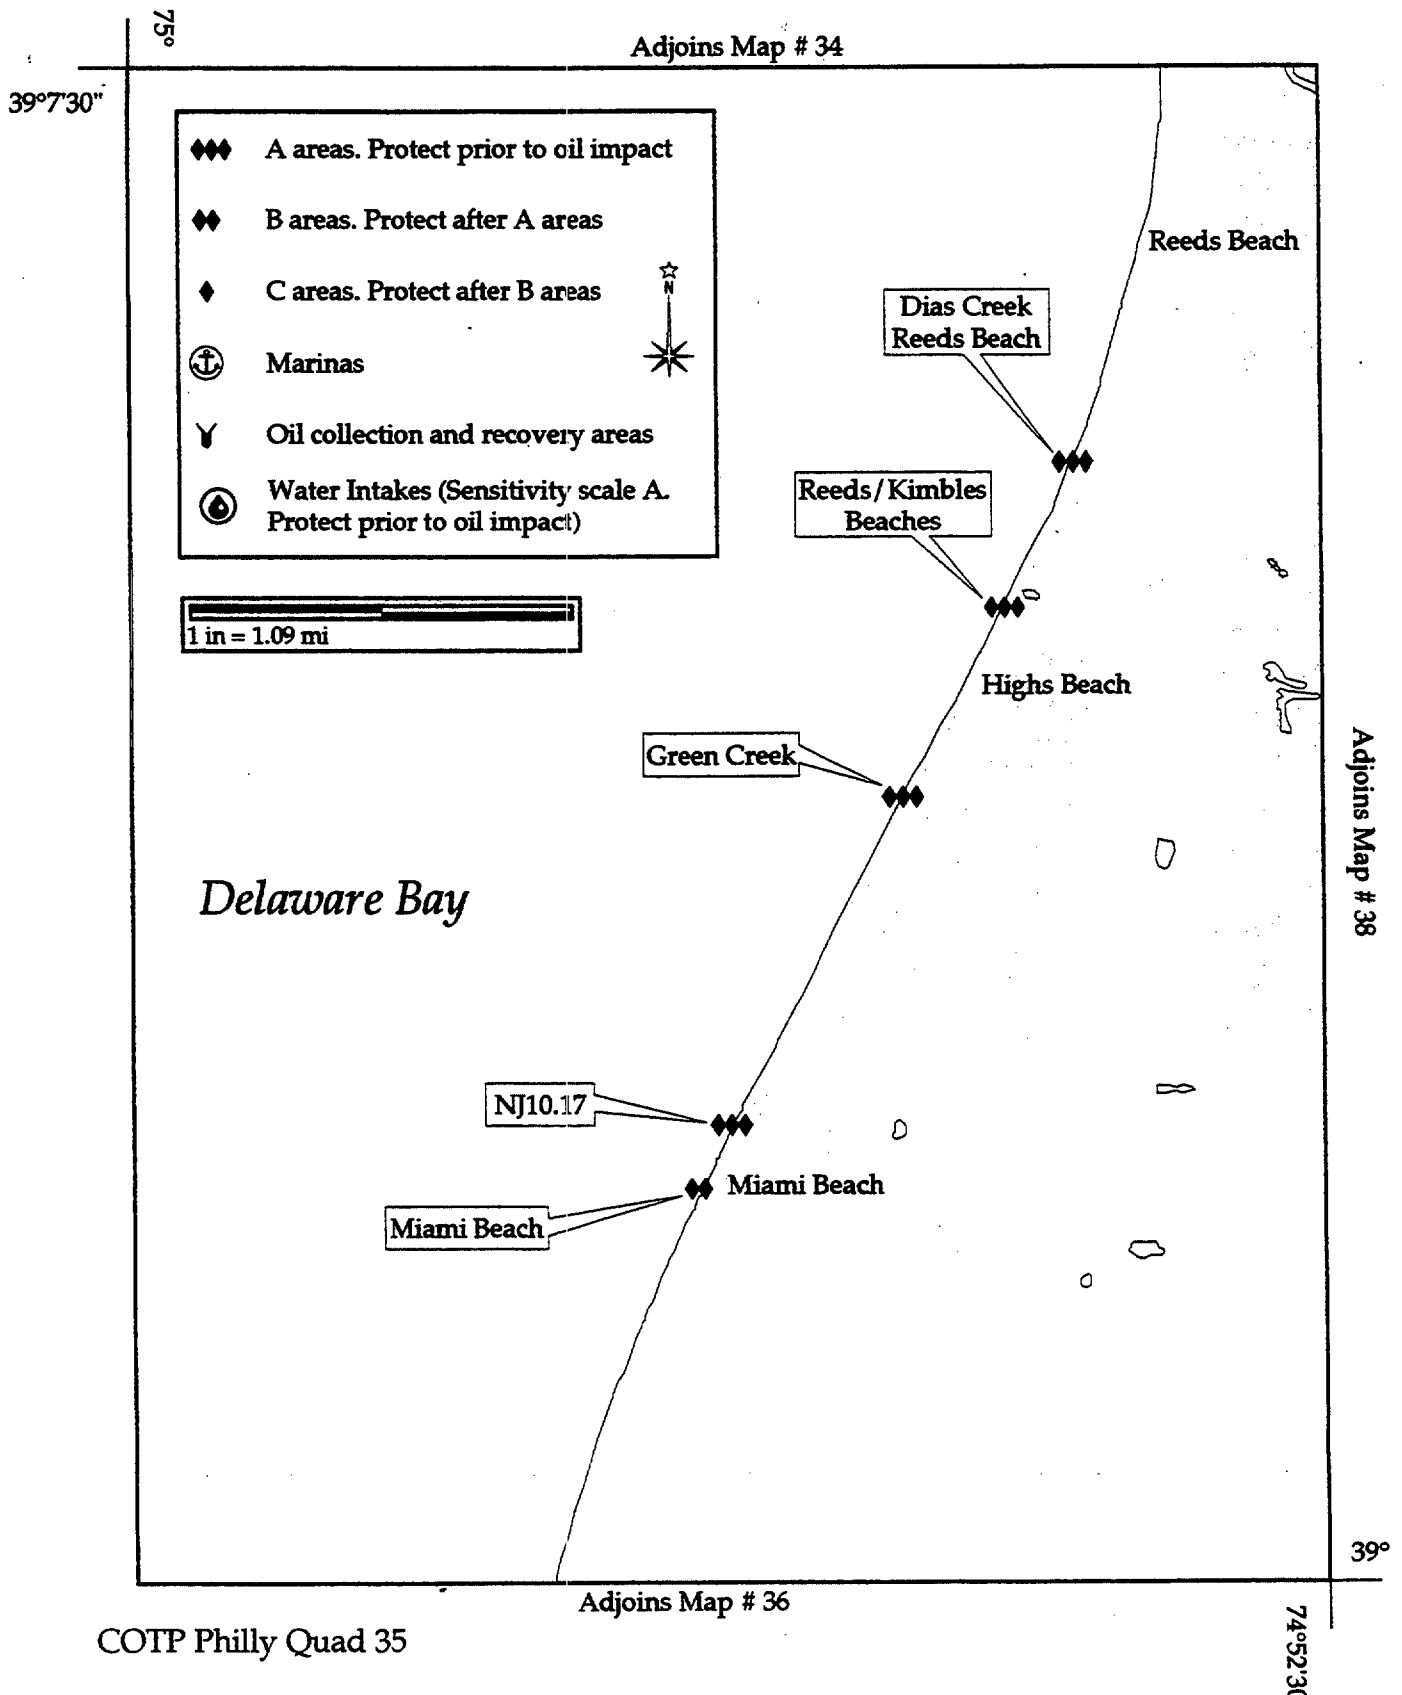 75°
Adjoins Map # 34
39°7'30"
A areas. Protect prior to oil impact
B areas. Protect after A areas
C areas. Protect after B areas
N
Marinas
Oil collection and recovery areas
Water Intakes (Sensitivity scale A.
Protect prior to oil impact)
1 in = 1.09 mi
Reeds Beach
Dias Creek
Reeds Beach
Reeds/Kimbles
Beaches
Highs Beach
Green Creek
Adjoins Map # 38
Delaware Bay
NJ10.17
Miami Beach
Miami Beach
39°
Adjoins Map # 36
COTP Philly Quad 35
74°52'30